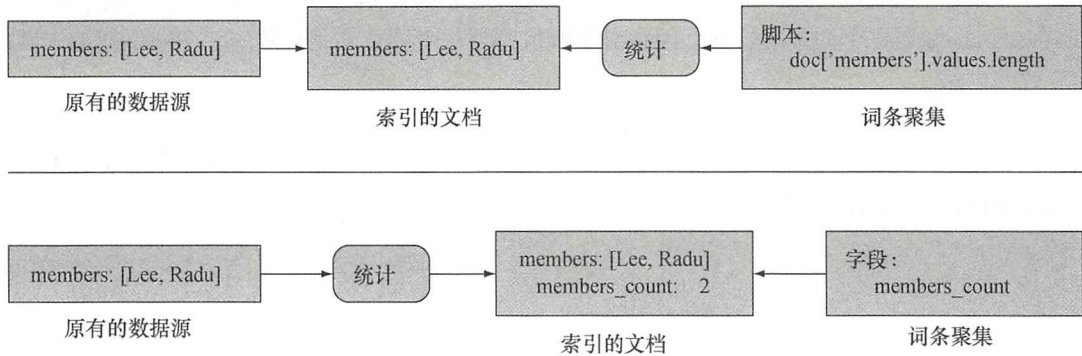 members: [Lee, Radu]
原有的数据源
members: [Lee, Radu]
索引的文档
统计
脚本：
doc['members'].values.length
词条聚集
members: [Lee, Radu]
原有的数据源
统计
members: [Lee, Radu]
members_count: 2
索引的文档
字段：
members_count
词条聚集